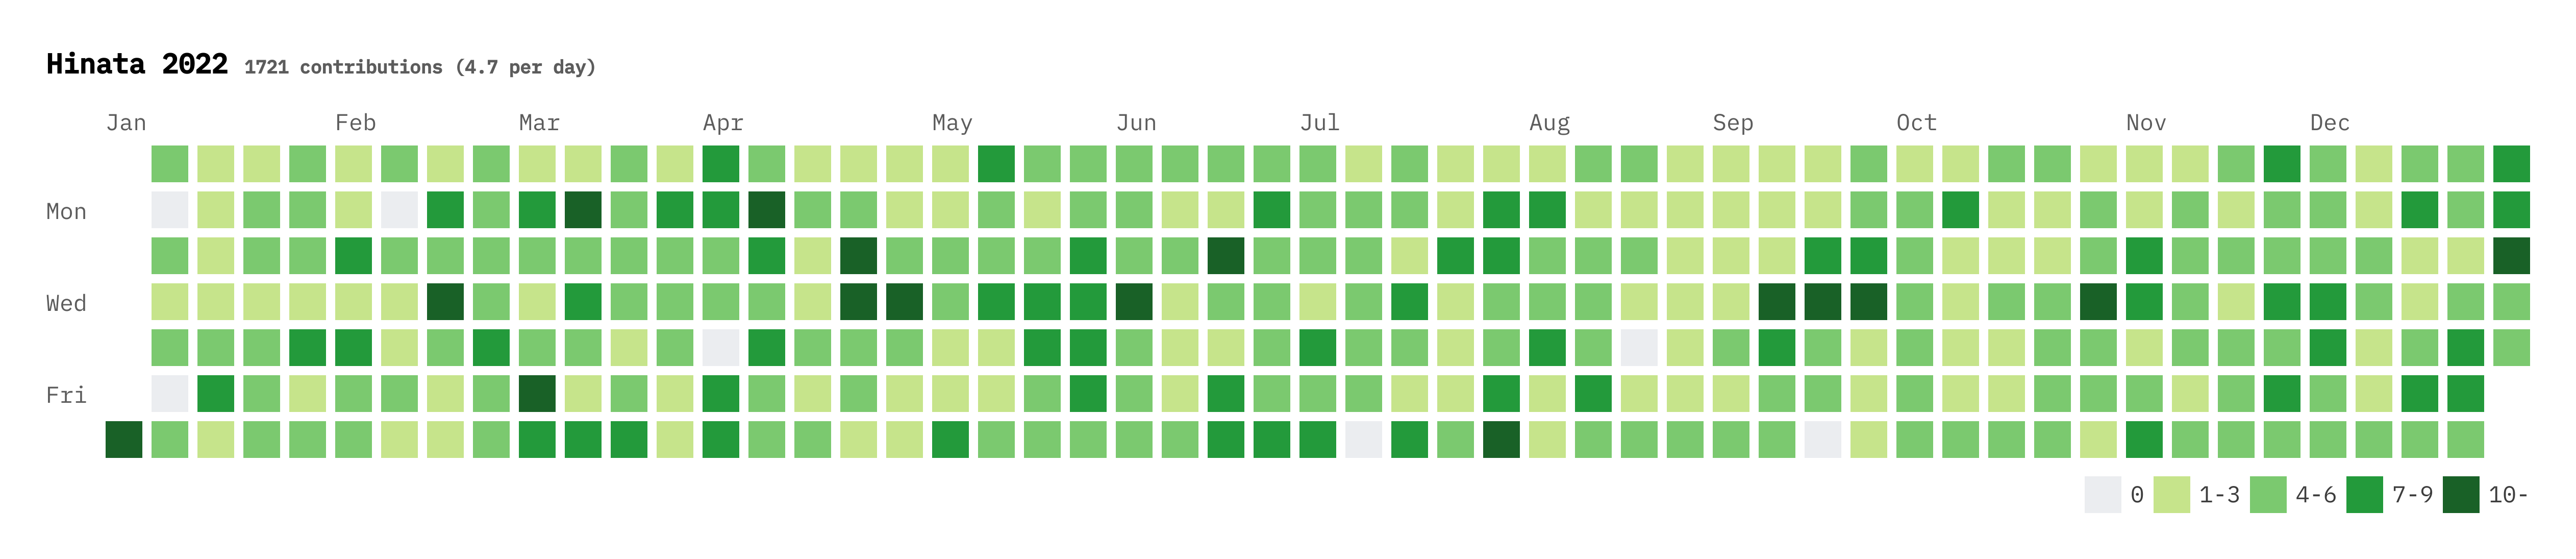 Hinata 2022 1721 contributions (4.7 per day)
Jan Feb Mar Apr May Jun Jul Aug Sep Oct Nov Dec
Mon
Wed
Fri
0 1-3 4-6 7-9 10-